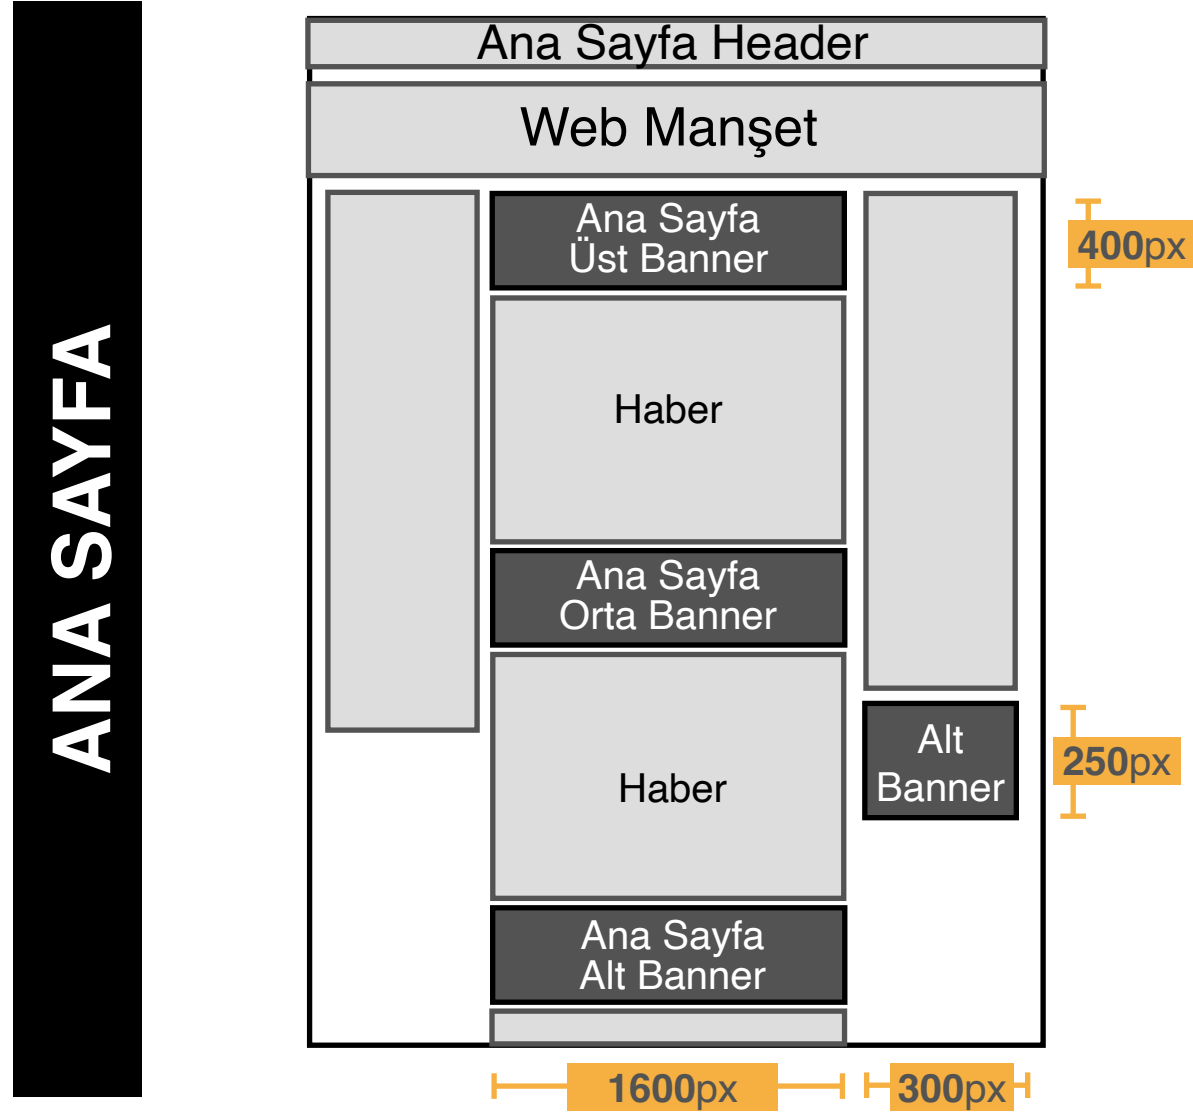 ANA SAYFA
Ana Sayfa Header
Web Manşet
Ana Sayfa
Üst Banner
400px
Haber
Ana Sayfa
Orta Banner
Alt
Banner
250px
Haber
Ana Sayfa
Alt Banner
1600px
300px